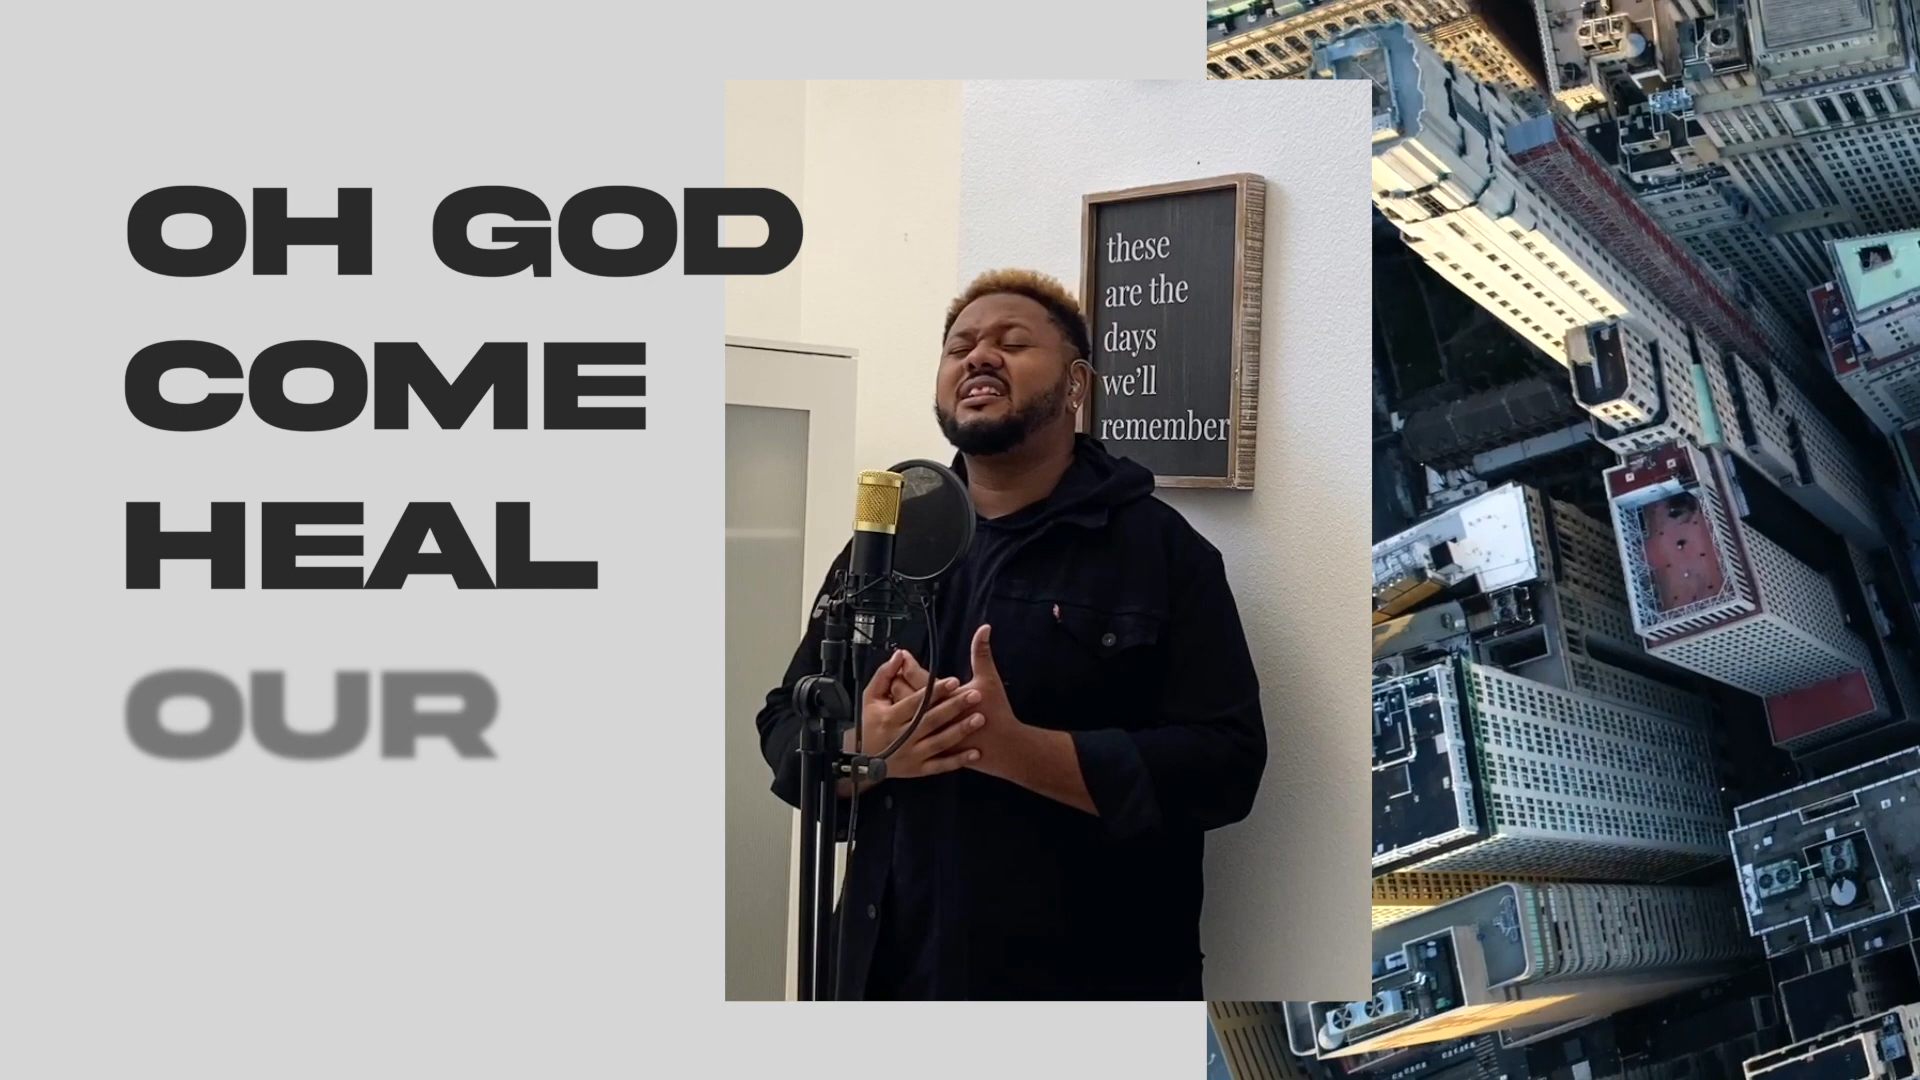 OH GOD
COME
HEAL
OUR
these
are the
days
we'll
remember